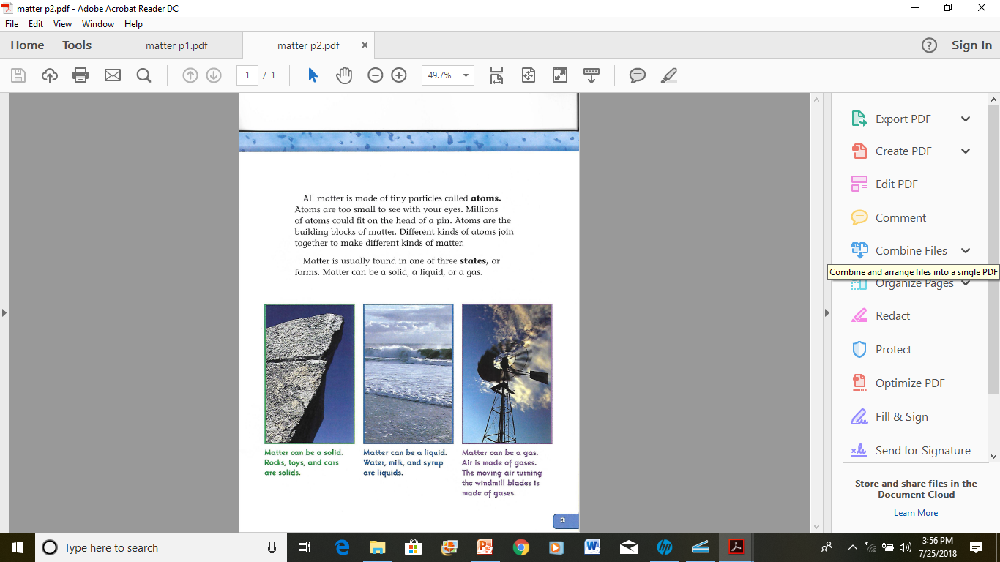 matter p2.pdf - Adobe Acrobat Reader DC
File Edit View Window Help
Home Tools matter p1.pdf matter p2.pdf × ? Sign In
1 / 1 49.7%
All matter is made of tiny particles called atoms.
Atoms are too small to see with your eyes. Millions
of atoms could fit on the head of a pin. Atoms are the
building blocks of matter. Different kinds of atoms join
together to make different kinds of matter.
Matter is usually found in one of three states, or
forms. Matter can be a solid, a liquid, or a gas.
Matter can be a solid.
Rocks, toys, and cars
are solids.
Matter can be a liquid.
Water, milk, and syrup
are liquids.
Matter can be a gas.
Air is made of gases.
The moving air turning
the windmill blades is
made of gases.
3
Export PDF
Create PDF
Edit PDF
Comment
Combine Files
Combine and arrange files into a single PDF
Organize Pages
Redact
Protect
Optimize PDF
Fill & Sign
Send for Signature
Store and share files in the
Document Cloud
Learn More
Type here to search
3:56 PM
7/25/2018